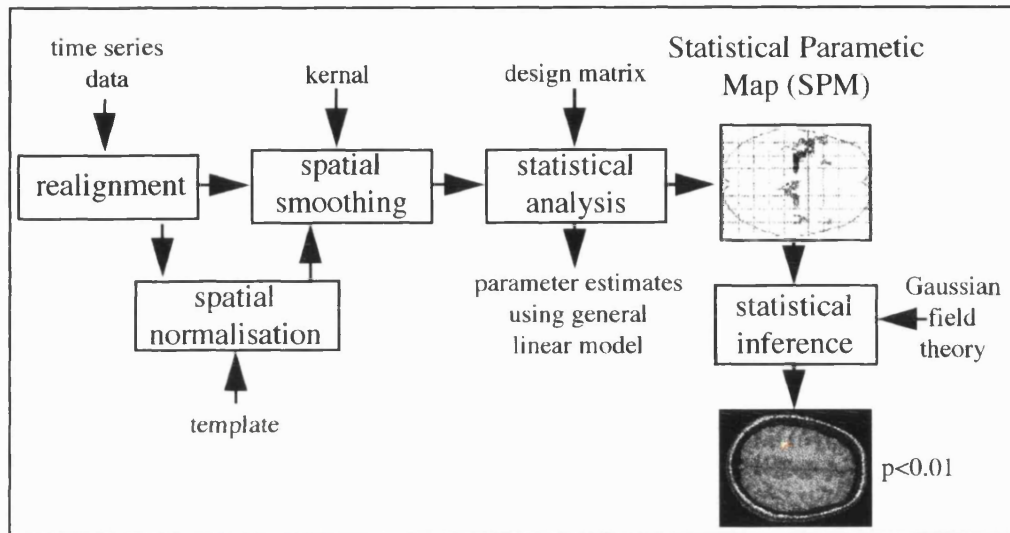 time series
data
kernal
design matrix
Statistical Parametic
Map (SPM)
realignment
spatial
smoothing
statistical
analysis
spatial
normalisation
parameter estimates
using general
linear model
statistical
inference
Gaussian
field
theory
template
p<0.01